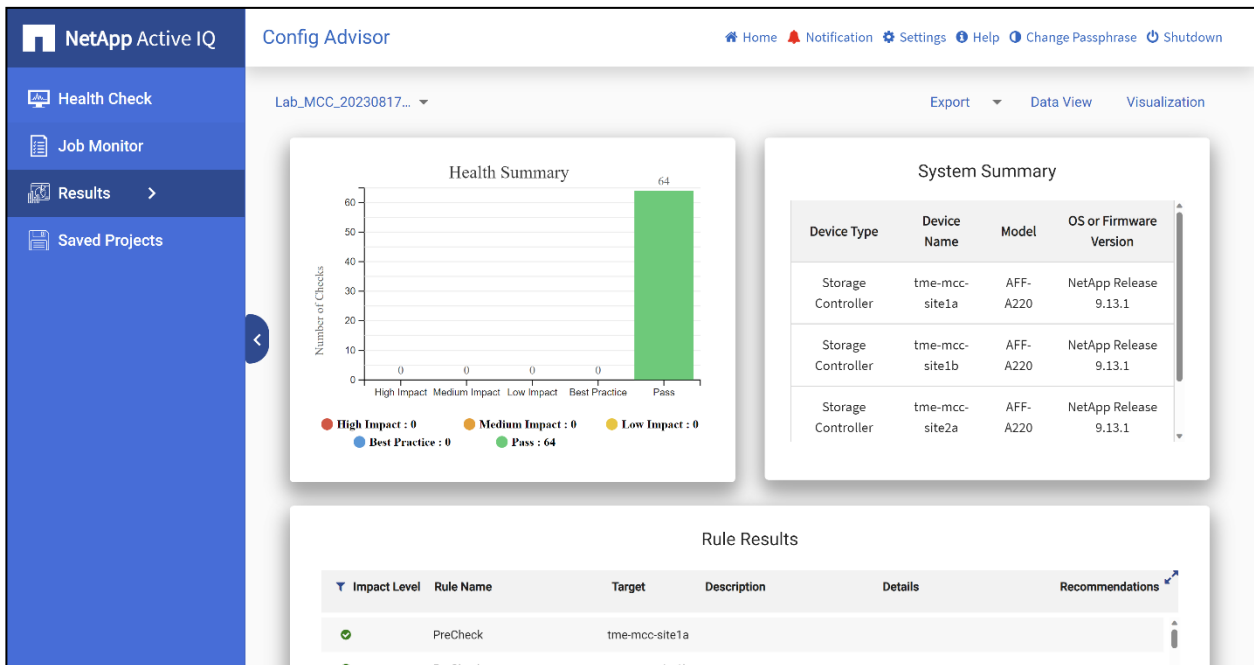 NetApp Active IQ
Config Advisor
Home Notification Settings Help Change Passphrase Shutdown
Health Check
Job Monitor
Results
Saved Projects
Lab_MCC_20230817...
Export Data View Visualization
Health Summary
64
60
50
40
30
20
10
0
Number of Checks
0 0 0 0
High Impact Medium Impact Low Impact Best Practice Pass
High Impact : 0 Medium Impact : 0 Low Impact : 0
Best Practice : 0 Pass : 64
System Summary
Device Type Device Name Model OS or Firmware Version
Storage Controller tme-mcc-site1a AFF-A220 NetApp Release 9.13.1
Storage Controller tme-mcc-site1b AFF-A220 NetApp Release 9.13.1
Storage Controller tme-mcc-site2a AFF-A220 NetApp Release 9.13.1
Rule Results
Impact Level Rule Name Target Description Details Recommendations
PreCheck tme-mcc-site1a